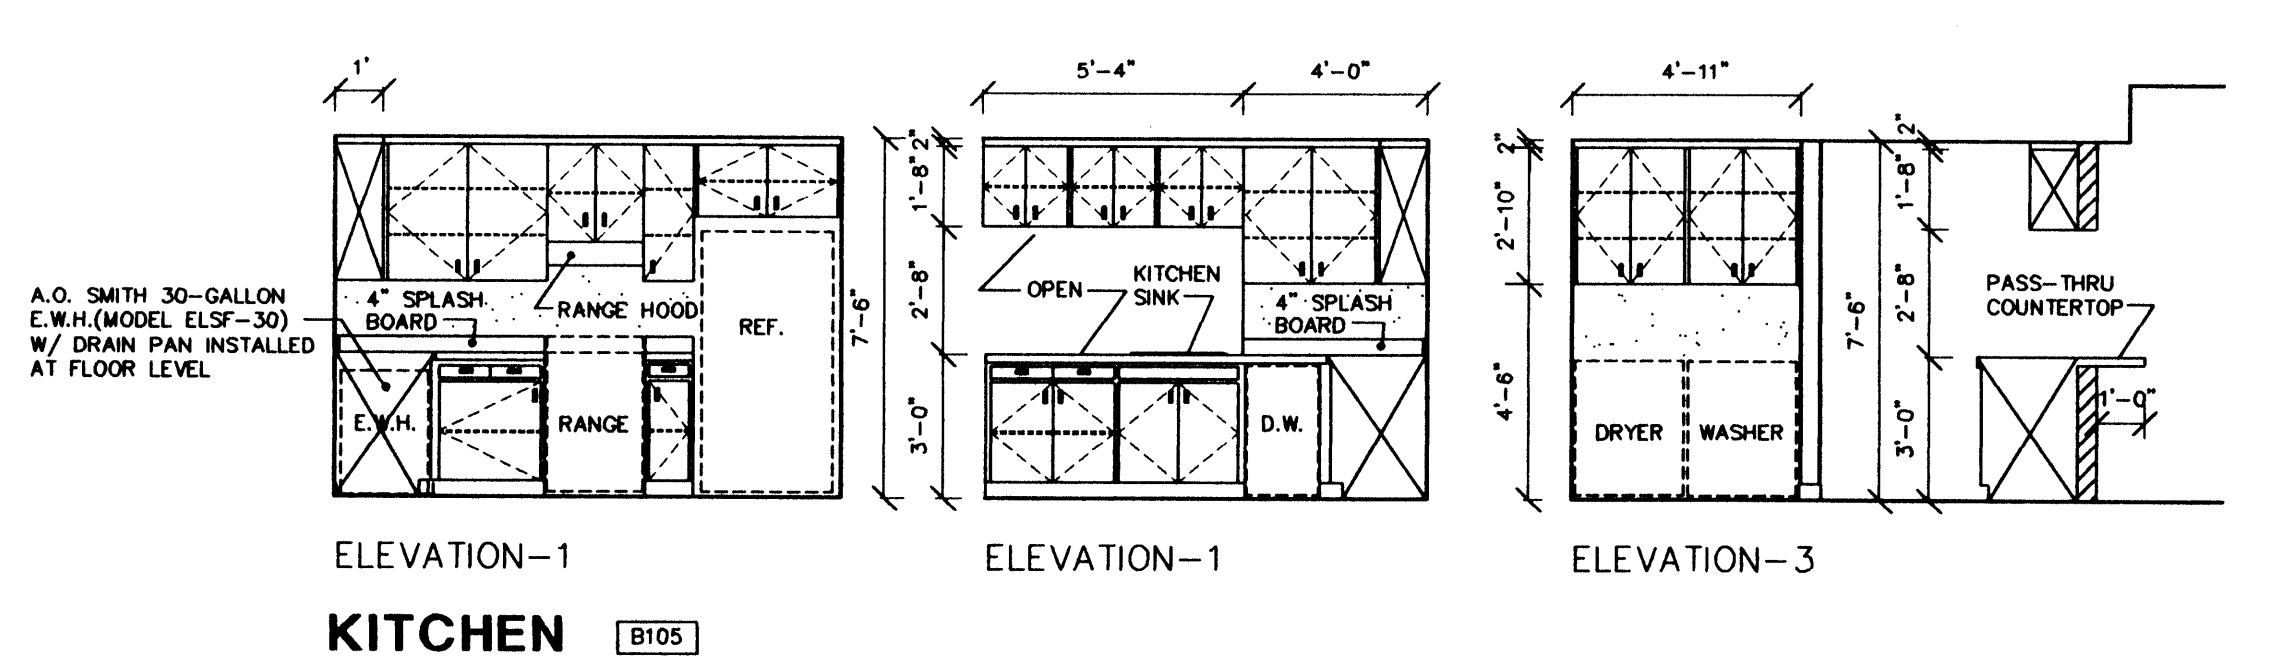 1'
5'-4"
4'-0"
4'-11"
2"
1'-8"
2'-8"
3'-0"
7'-6"
A.O. SMITH 30-GALLON
E.W.H.(MODEL ELSF-30)
W/ DRAIN PAN INSTALLED
AT FLOOR LEVEL
4" SPLASH
BOARD
RANGE HOOD
REF.
E.W.H.
RANGE
OPEN
KITCHEN
SINK
4" SPLASH
BOARD
D.W.
2"
2'-10"
4'-6"
DRYER
WASHER
7'-6"
2"
1'-8"
2'-8"
3'-0"
PASS-THRU
COUNTERTOP
1'-0"
ELEVATION-1
ELEVATION-1
ELEVATION-3
KITCHEN
B105